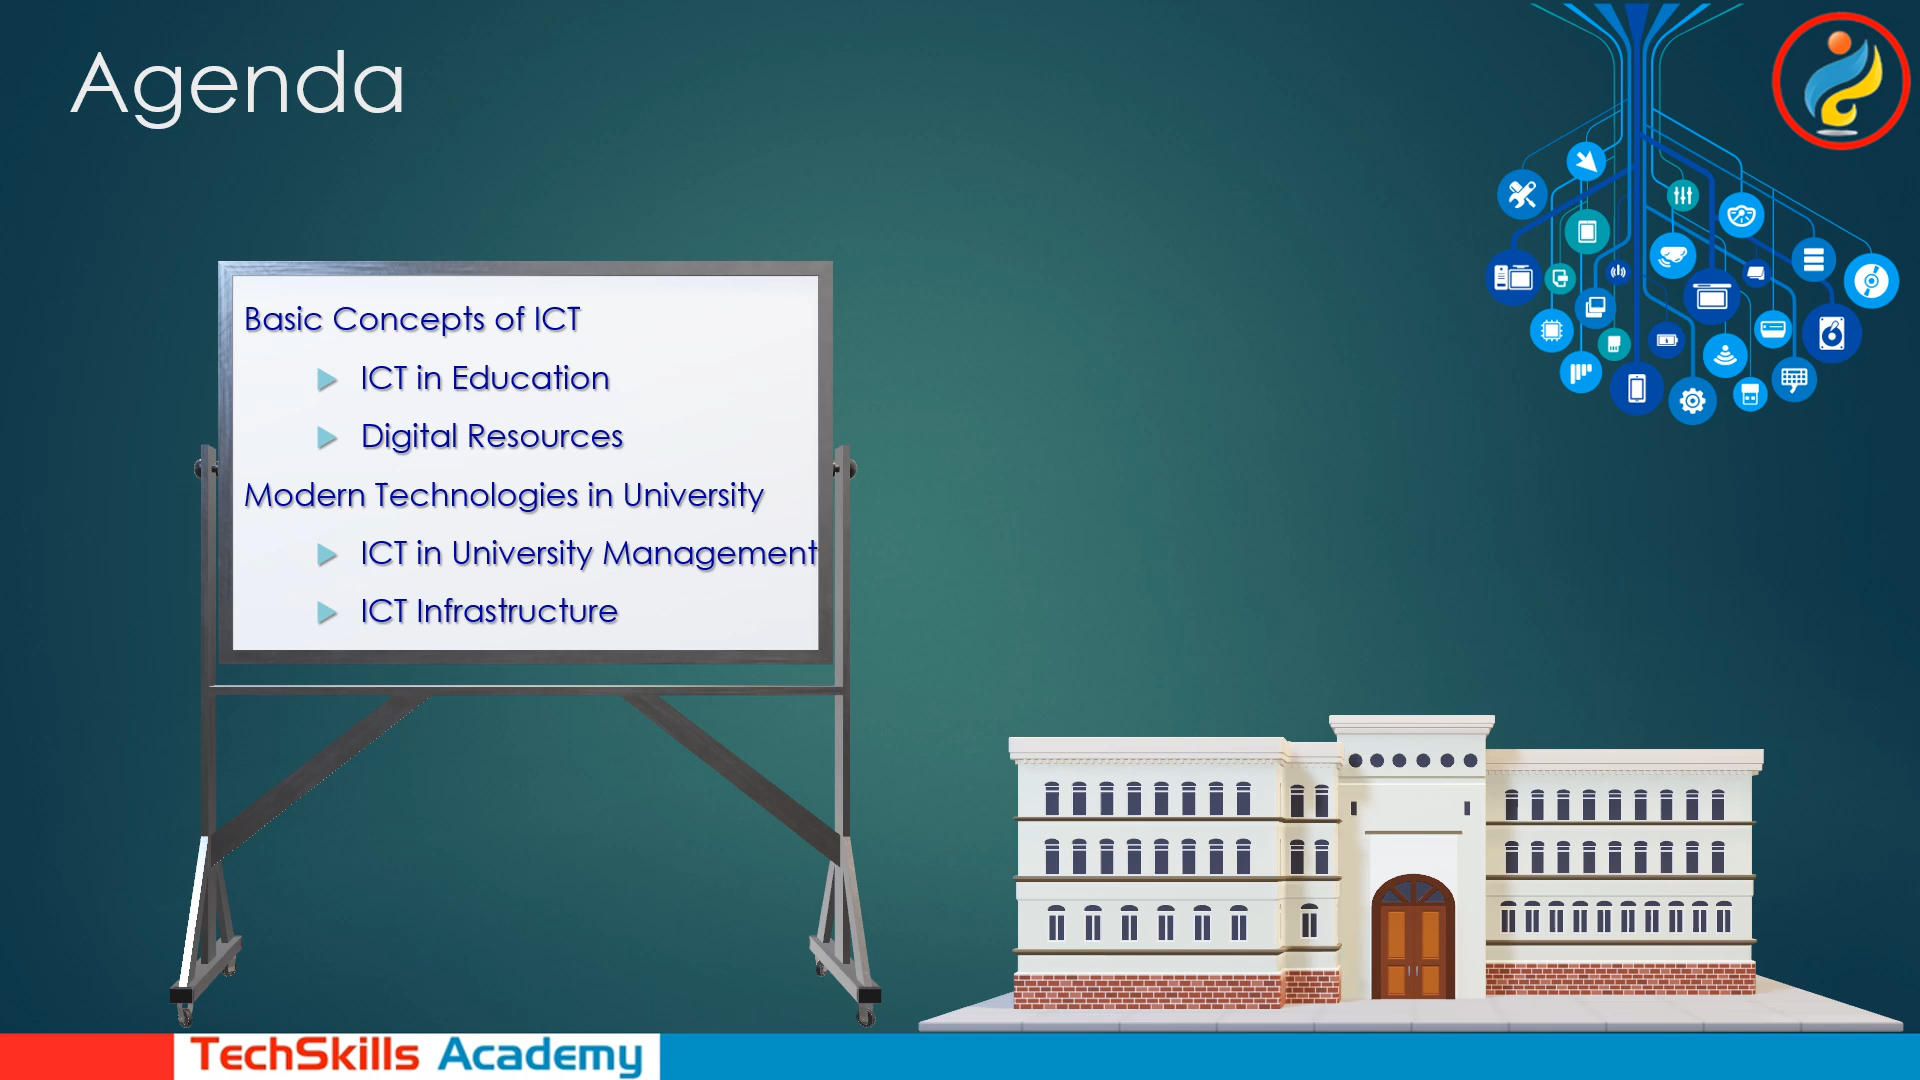 Agenda
Basic Concepts of ICT
ICT in Education
Digital Resources
Modern Technologies in University
ICT in University Management
ICT Infrastructure
TechSkills Academy